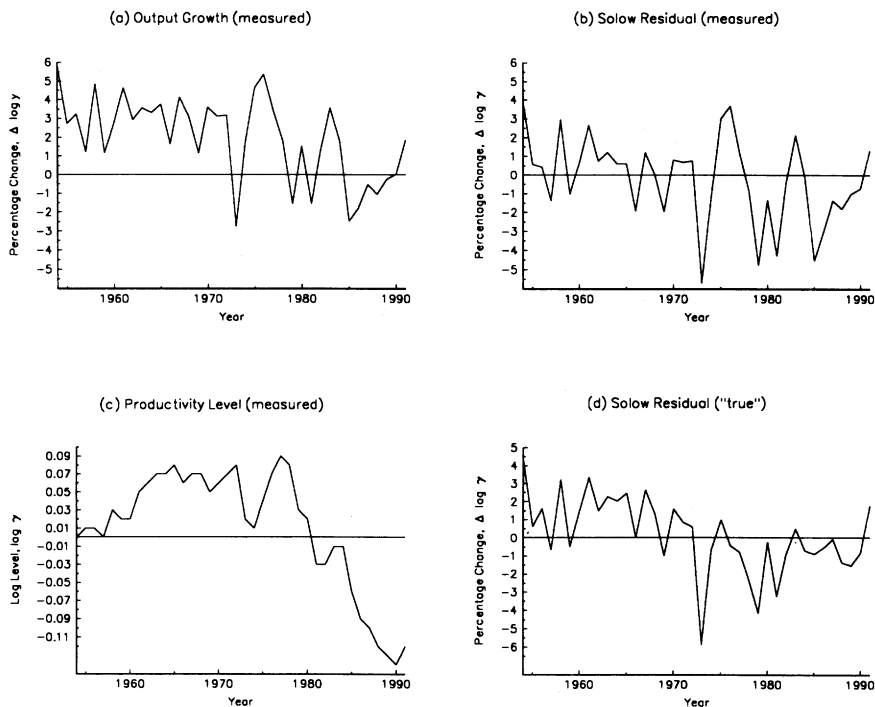 (a) Output Growth (measured)
Percentage Change, Δ log y
6
5
4
3
2
1
0
−1
−2
−3
−4
−5
1960 1970 1980 1990
Year
(b) Solow Residual (measured)
Percentage Change, Δ log γ
6
5
4
3
2
1
0
−1
−2
−3
−4
−5
1960 1970 1980 1990
Year
(c) Productivity Level (measured)
Log Level, log γ
0.09
0.07
0.05
0.03
0.01
−0.01
−0.03
−0.05
−0.07
−0.09
−0.11
1960 1970 1980 1990
Year
(d) Solow Residual ("true")
Percentage Change, Δ log γ
5
4
3
2
1
0
−1
−2
−3
−4
−5
−6
1960 1970 1980 1990
Year